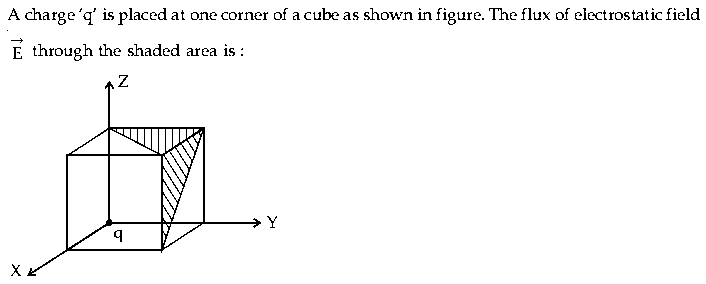 A charge 'q' is placed at one corner of a cube as shown in figure. The flux of electrostatic field
E⃗ through the shaded area is :
Z
Y
q
X